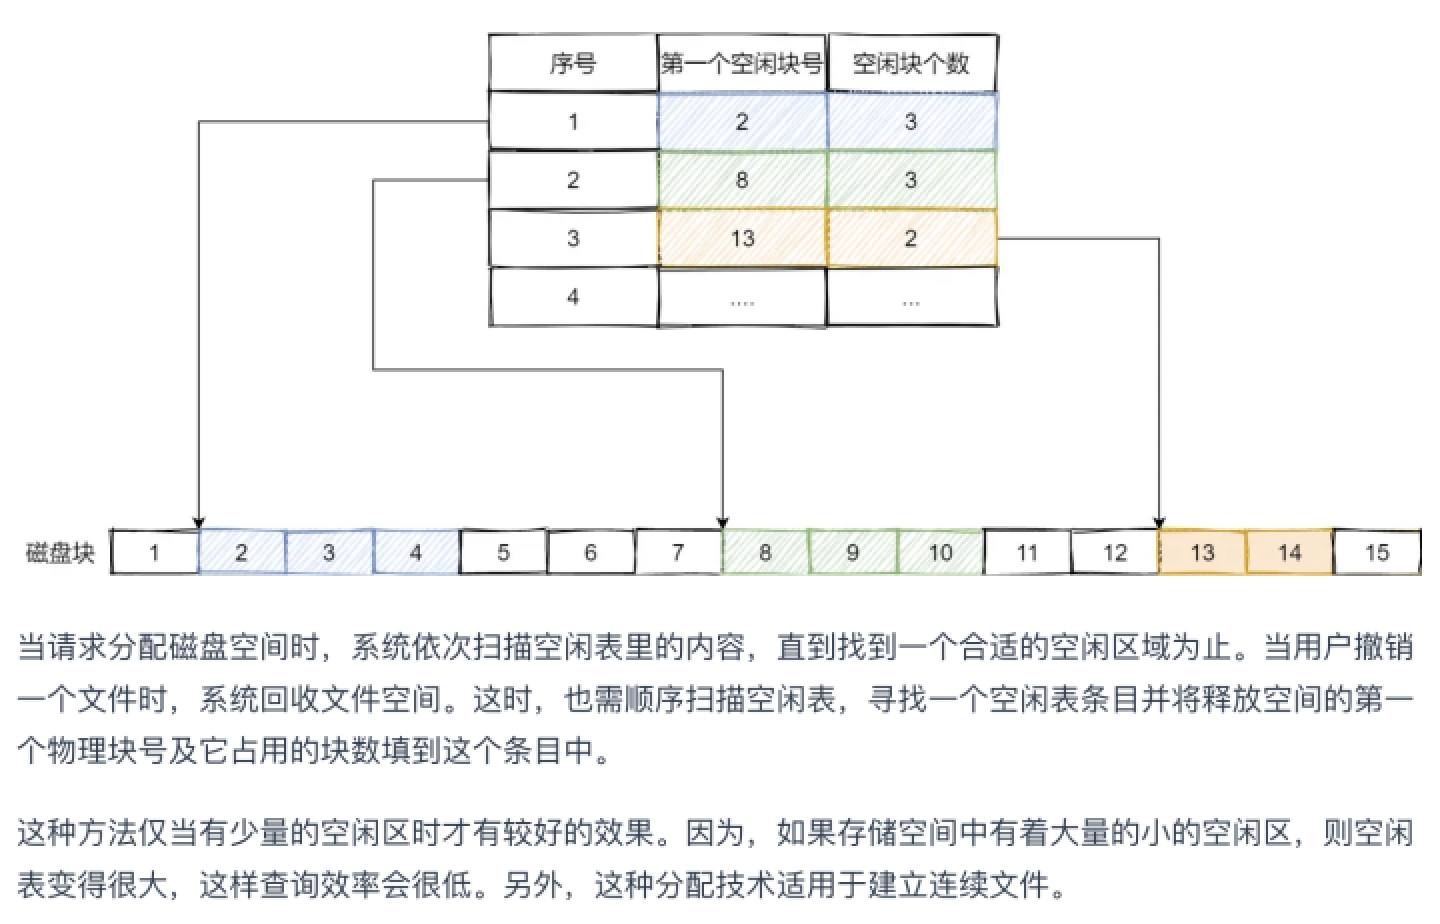 序号 第一个空闲块号 空闲块个数
1 2 3
2 8 3
3 13 2
4 .... ...
磁盘块 1 2 3 4 5 6 7 8 9 10 11 12 13 14 15
当请求分配磁盘空间时，系统依次扫描空闲表里的内容，直到找到一个合适的空闲区域为止。当用户撤销
一个文件时，系统回收文件空间。这时，也需顺序扫描空闲表，寻找一个空闲表条目并将释放空间的第一
个物理块号及它占用的块数填到这个条目中。
这种方法仅当有少量的空闲区时才有较好的效果。因为，如果存储空间中有着大量的小的空闲区，则空闲
表变得很大，这样查询效率会很低。另外，这种分配技术适用于建立连续文件。